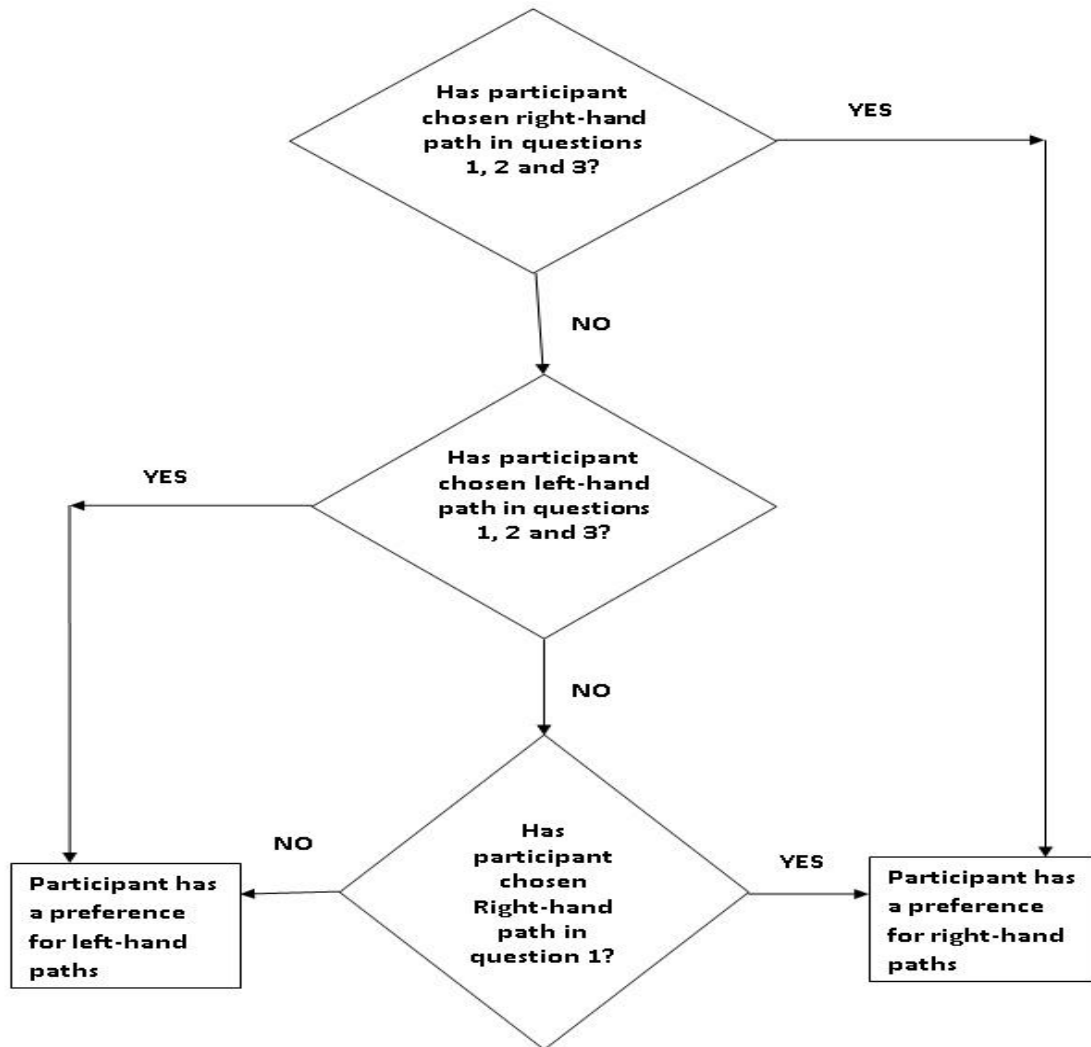 Has participant
chosen right-hand
path in questions
1, 2 and 3?
YES
NO
Has participant
chosen left-hand
path in questions
1, 2 and 3?
YES
NO
Has
participant
chosen
Right-hand
path in
question 1?
NO
YES
Participant has
a preference
for left-hand
paths
Participant has
a preference
for right-hand
paths